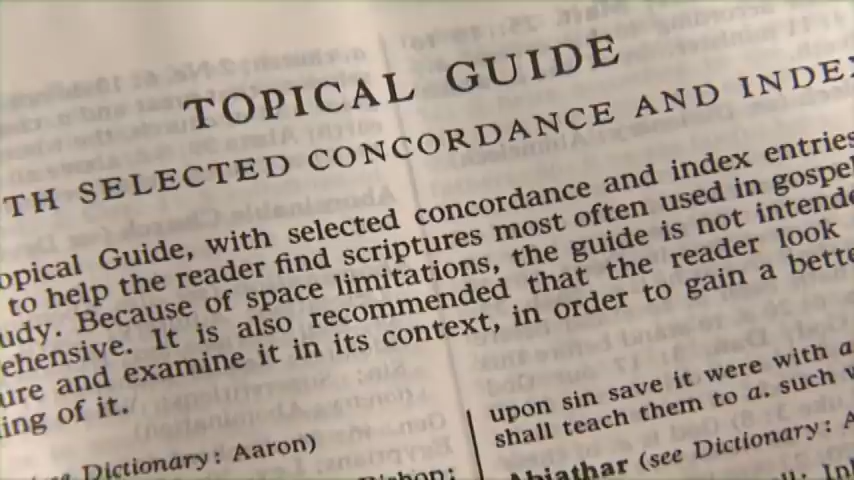 TOPICAL GUIDE
TH SELECTED CONCORDANCE AND INDEX
opical Guide, with selected concordance and index entries
to help the reader find scriptures most often used in gospel
udy. Because of space limitations, the guide is not intende
ehensive. It is also recommended that the reader look
ure and examine it in its context, in order to gain a bette
ing of it.
Dictionary: Aaron)
upon sin save it were with a
shall teach them to a. such w
Abiathar (see Dictionary: A